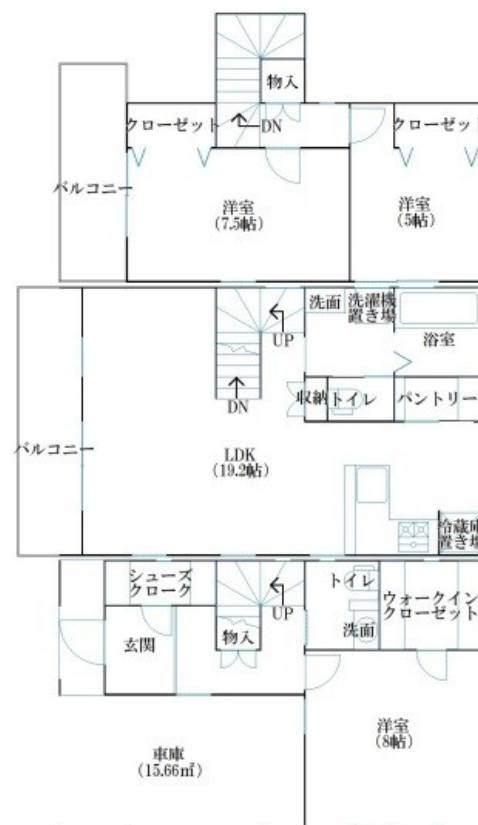 物入
クローゼット
DN
クローゼット
バルコニー
洋室
(7.5帖)
洋室
(5帖)
洗面
洗濯機
置き場
UP
浴室
DN
収納
トイレ
パントリー
バルコニー
LDK
(19.2帖)
冷蔵庫
置き場
シューズ
クローク
UP
トイレ
ウォークイン
クローゼット
玄関
物入
洗面
車庫
(15.66㎡)
洋室
(8帖)